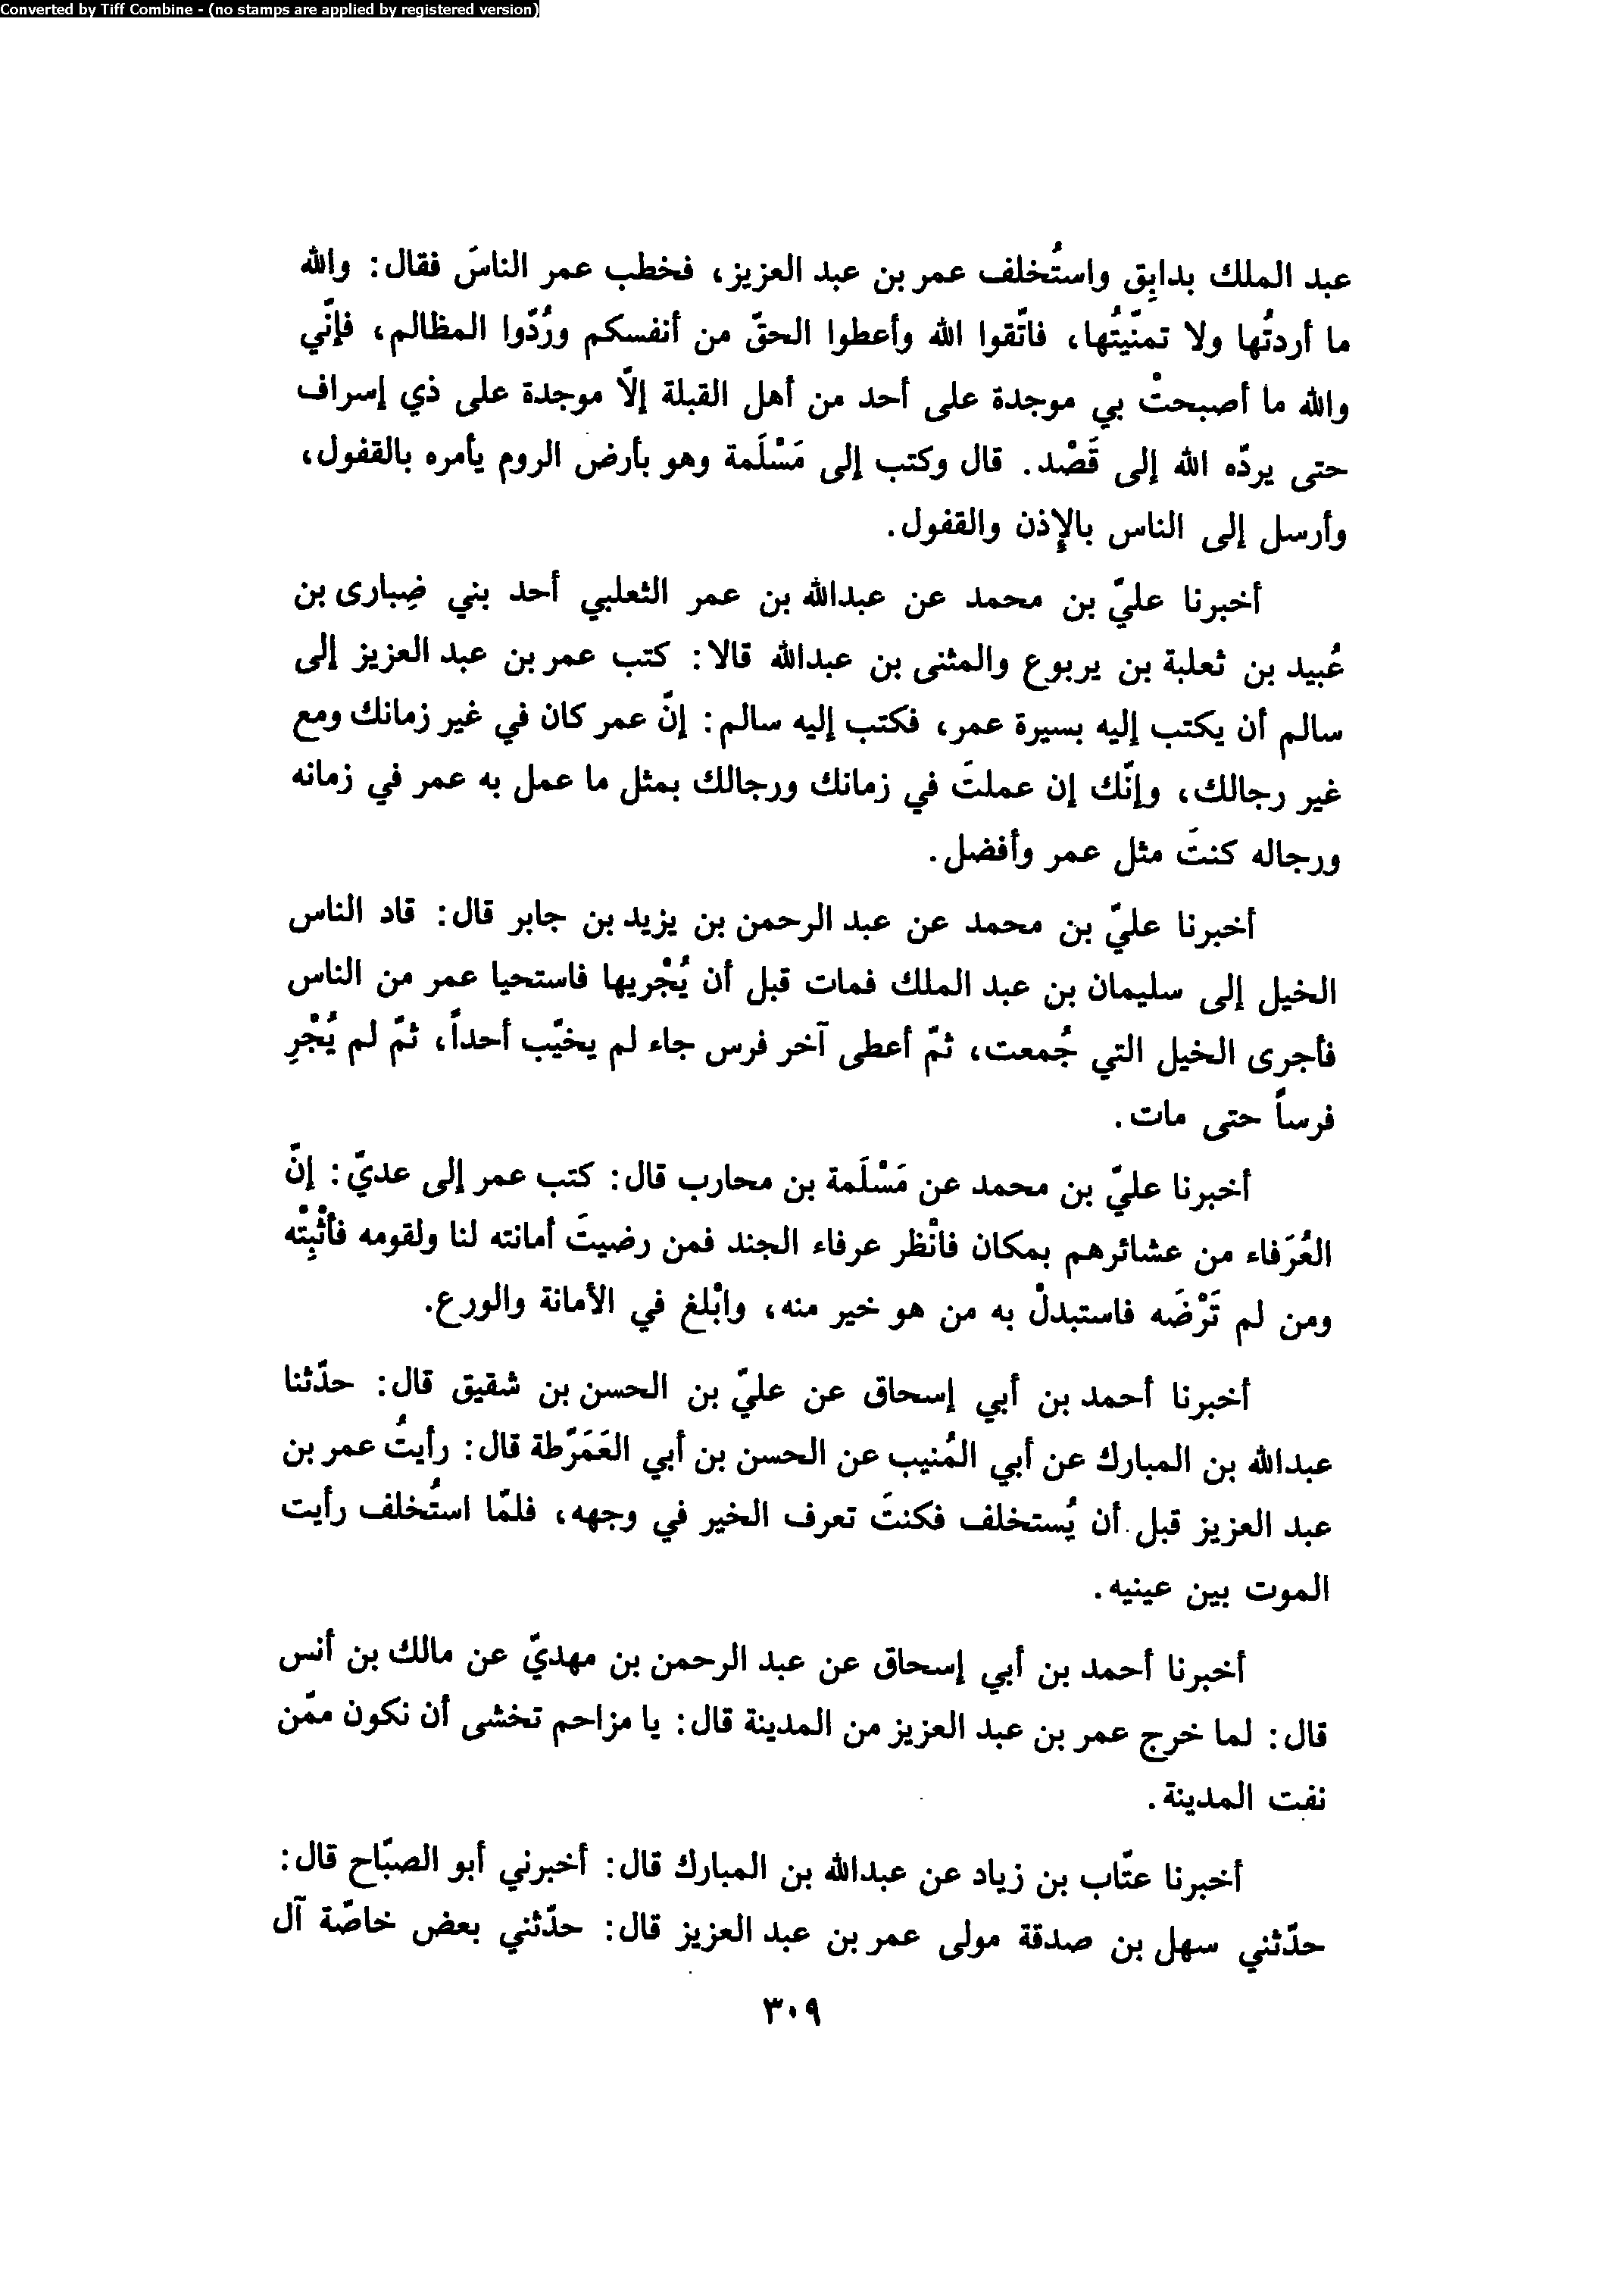 Converted by Tiff Combine - (no stamps are applied by registered version)
عبد الملك بدابِق واستُخلف عمر بن عبد العزيز، فخطب عمر الناسَ فقال: والله
ما أردتُها ولا تمنّيتُها، فاتّقوا الله وأعطوا الحقّ من أنفسكم ورُدّوا المظالم، فإنّي
والله ما أصبحتْ بي موجدة على أحد من أهل القبلة إلّا موجدة على ذي إسراف
حتى يردّه الله إلى قَصْد. قال وكتب إلى مَسْلَمة وهو بأرض الروم يأمره بالقفول،
وأرسل إلى الناس بالإِذن والقفول.
أخبرنا عليّ بن محمد عن عبدالله بن عمر الثعلبي أحد بني ضِبارى بن
عُبيد بن ثعلبة بن يربوع والمثنى بن عبدالله قالا: كتب عمر بن عبد العزيز إلى
سالم أن يكتب إليه بسيرة عمر، فكتب إليه سالم: إنّ عمر كان في غير زمانك ومع
غير رجالك، وإنّك إن عملتَ في زمانك ورجالك بمثل ما عمل به عمر في زمانه
ورجاله كنتَ مثل عمر وأفضل.
أخبرنا عليّ بن محمد عن عبد الرحمن بن يزيد بن جابر قال: قاد الناس
الخيل إلى سليمان بن عبد الملك فمات قبل أن يُجْريها فاستحيا عمر من الناس
فأجرى الخيل التي جُمعت، ثمّ أعطى آخر فرس جاء لم يخيّب أحداً، ثمّ لم يُجْرِ
فرساً حتى مات.
أخبرنا عليّ بن محمد عن مَسْلَمة بن محارب قال: كتب عمر إلى عديّ: إنّ
العُرَفاء من عشائرهم بمكان فانْظر عرفاء الجند فمن رضيتَ أمانته لنا ولقومه فأثْبِتْه
ومن لم تَرْضَه فاستبدلْ به من هو خير منه، وابْلغ في الأمانة والورع.
أخبرنا أحمد بن أبي إسحاق عن عليّ بن الحسن بن شقيق قال: حدّثنا
عبدالله بن المبارك عن أبي المُنيب عن الحسن بن أبي العَمَرّطة قال: رأيتُ عمر بن
عبد العزيز قبل أن يُستخلف فكنتَ تعرف الخير في وجهه، فلمّا استُخلف رأيت
الموت بين عينيه.
أخبرنا أحمد بن أبي إسحاق عن عبد الرحمن بن مهديّ عن مالك بن أنس
قال: لما خرج عمر بن عبد العزيز من المدينة قال: يا مزاحم تخشى أن نكون ممّن
نفت المدينة.
أخبرنا عتّاب بن زياد عن عبدالله بن المبارك قال: أخبرني أبو الصبّاح قال:
حدّثني سهل بن صدقة مولى عمر بن عبد العزيز قال: حدّثني بعض خاصّة آل
٣٠٩